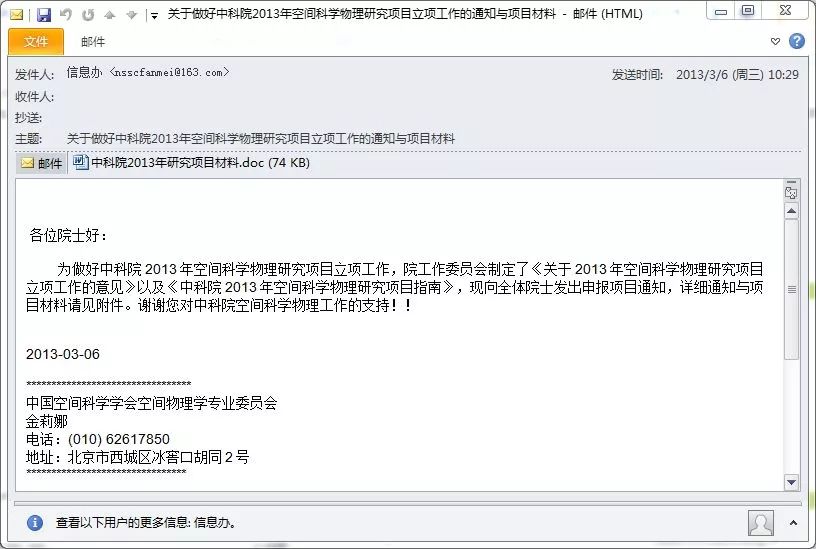 关于做好中科院2013年空间科学物理研究项目立项工作的通知与项目材料 - 邮件 (HTML)
文件 邮件
发件人: 信息办 <nsscfanmei@163.com> 发送时间: 2013/3/6 (周三) 10:29
收件人:
抄送:
主题: 关于做好中科院2013年空间科学物理研究项目立项工作的通知与项目材料
邮件 中科院2013年研究项目材料.doc (74 KB)
各位院士好：
为做好中科院 2013 年空间科学物理研究项目立项工作，院工作委员会制定了《关于 2013 年空间科学物理研究项目
立项工作的意见》以及《中科院 2013 年空间科学物理研究项目指南》，现向全体院士发出申报项目通知，详细通知与项
目材料请见附件。谢谢您对中科院空间科学物理工作的支持！！
2013-03-06
*********************************
中国空间科学学会空间物理学专业委员会
金莉娜
电话：(010) 62617850
地址：北京市西城区冰窖口胡同 2 号
********************************
查看以下用户的更多信息: 信息办。